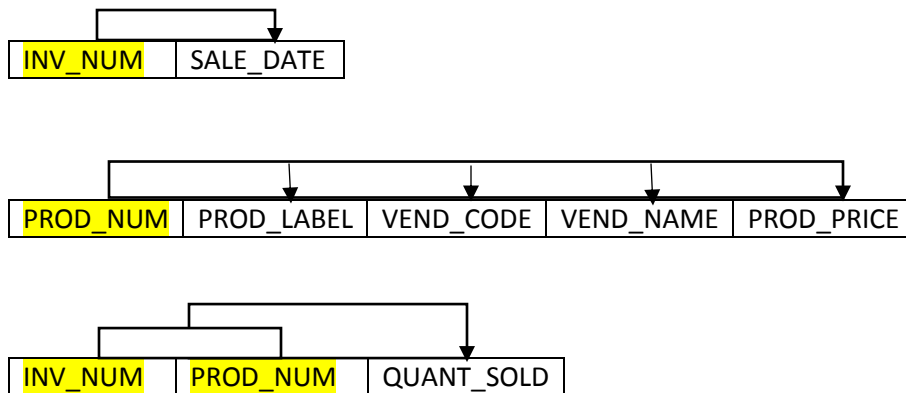 INV_NUM SALE_DATE
PROD_NUM PROD_LABEL VEND_CODE VEND_NAME PROD_PRICE
INV_NUM PROD_NUM QUANT_SOLD